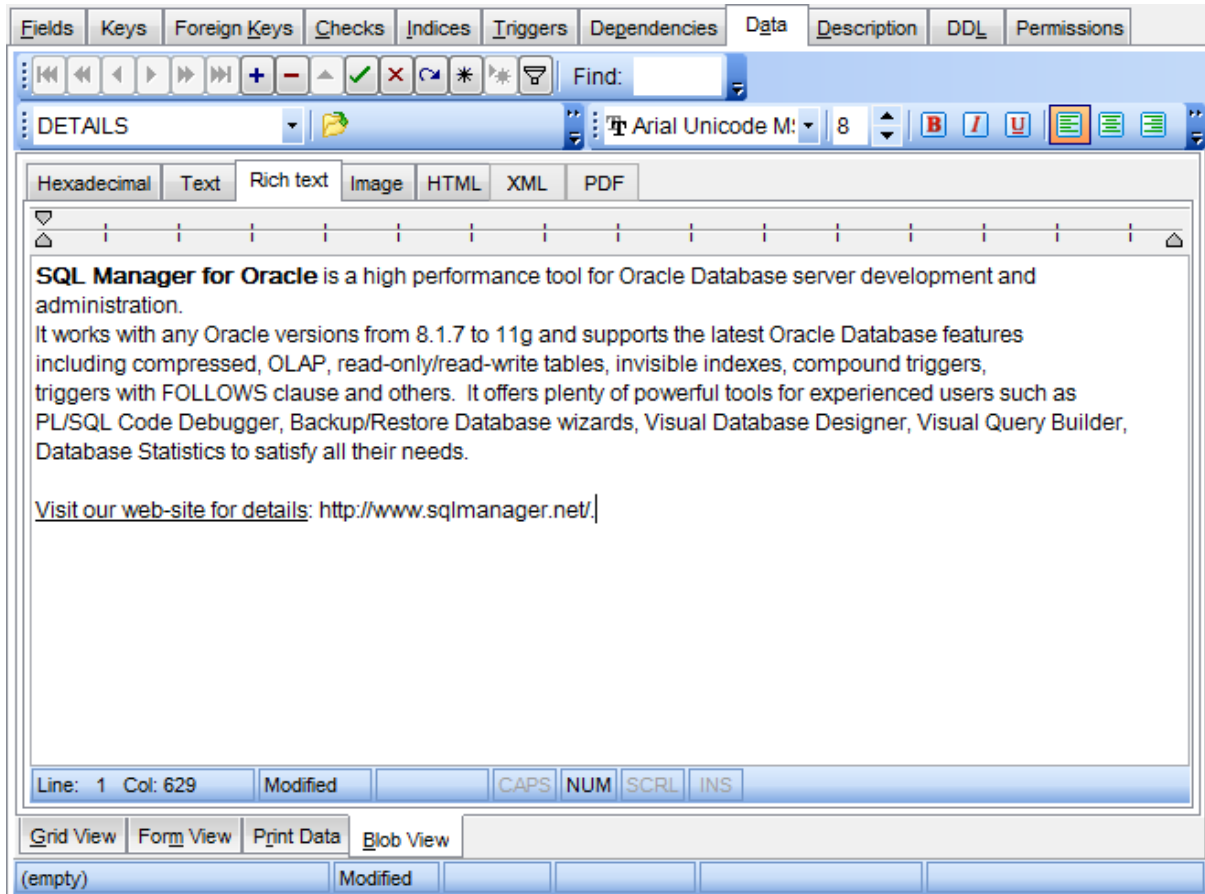 Fields Keys Foreign Keys Checks Indices Triggers Dependencies Data Description DDL Permissions
Find:
DETAILS Arial Unicode M 8 B I U
Hexadecimal Text Rich text Image HTML XML PDF
SQL Manager for Oracle is a high performance tool for Oracle Database server development and
administration.
It works with any Oracle versions from 8.1.7 to 11g and supports the latest Oracle Database features
including compressed, OLAP, read-only/read-write tables, invisible indexes, compound triggers,
triggers with FOLLOWS clause and others.  It offers plenty of powerful tools for experienced users such as
PL/SQL Code Debugger, Backup/Restore Database wizards, Visual Database Designer, Visual Query Builder,
Database Statistics to satisfy all their needs.
Visit our web-site for details: http://www.sqlmanager.net/.
Line: 1 Col: 629 Modified CAPS NUM SCRL INS
Grid View Form View Print Data Blob View
(empty) Modified